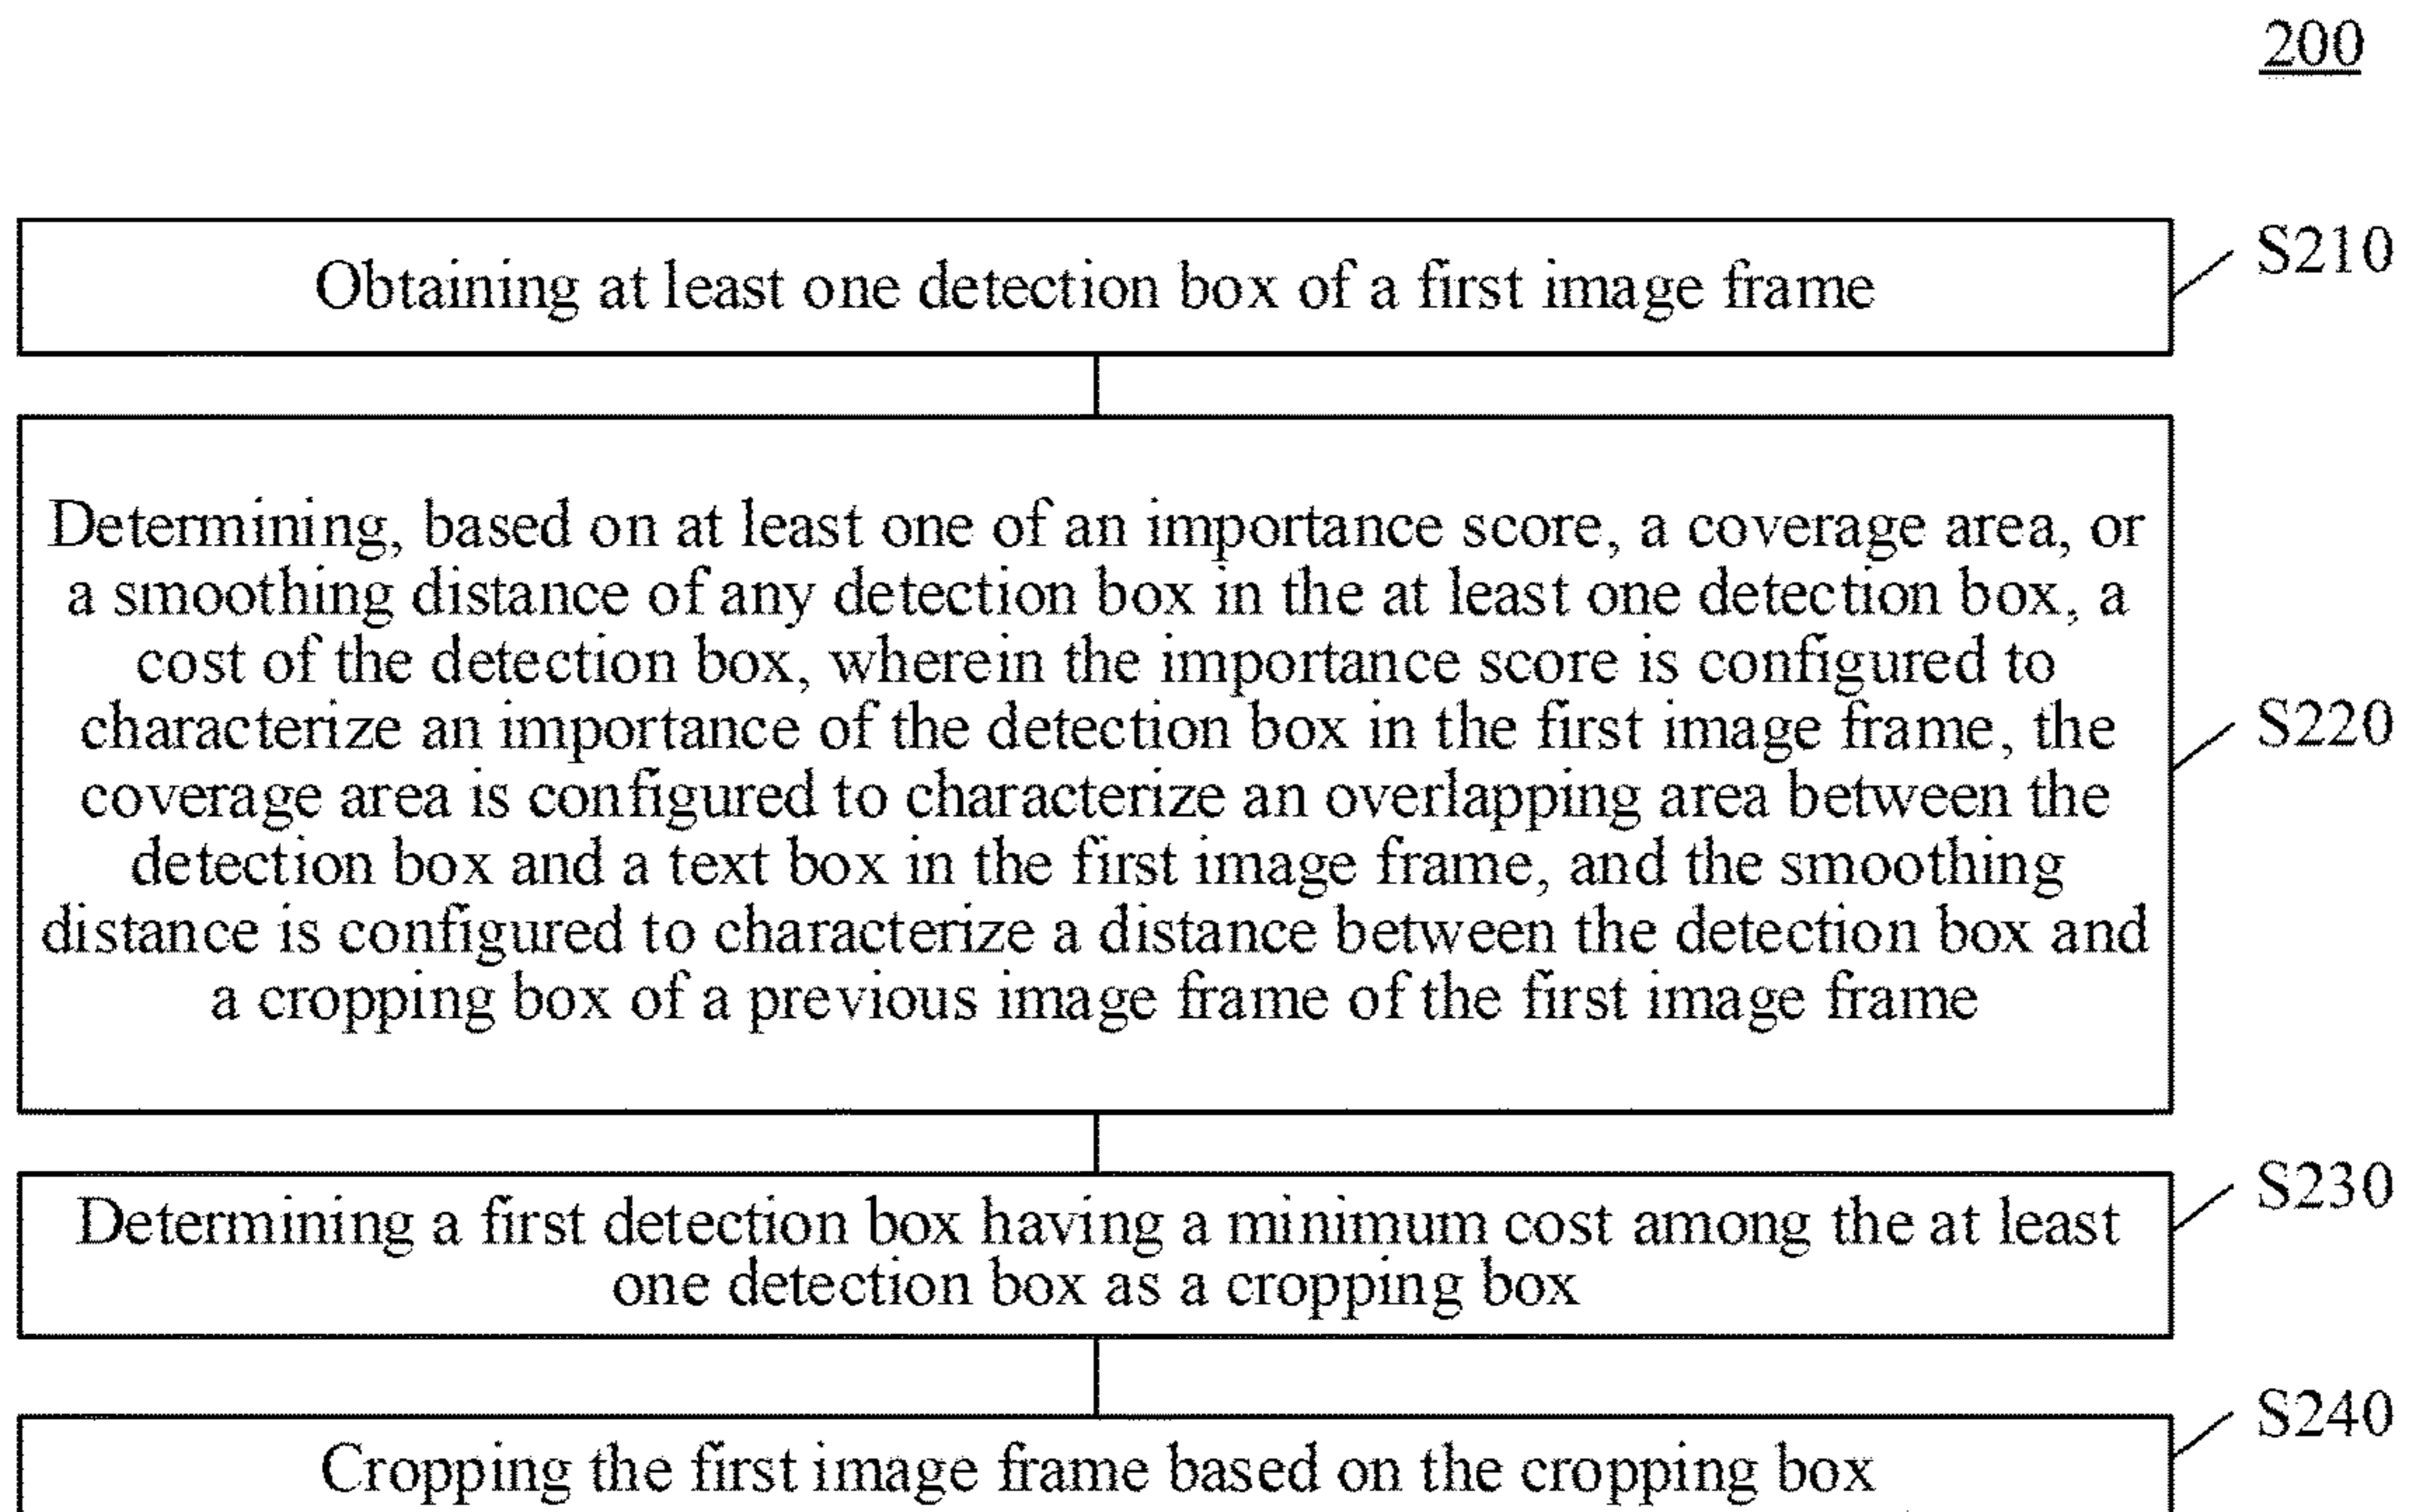 200
Obtaining at least one detection box of a first image frame
S210
Determining, based on at least one of an importance score, a coverage area, or
a smoothing distance of any detection box in the at least one detection box, a
cost of the detection box, wherein the importance score is configured to
characterize an importance of the detection box in the first image frame, the
coverage area is configured to characterize an overlapping area between the
detection box and a text box in the first image frame, and the smoothing
distance is configured to characterize a distance between the detection box and
a cropping box of a previous image frame of the first image frame
S220
Determining a first detection box having a minimum cost among the at least
one detection box as a cropping box
S230
Cropping the first image frame based on the cropping box
S240